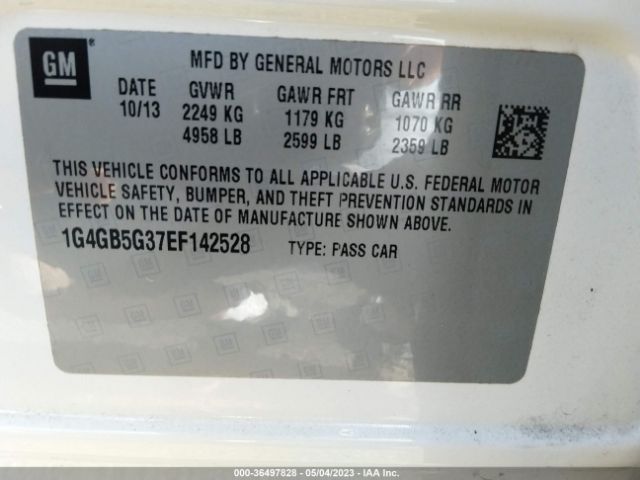 GM ®
MFD BY GENERAL MOTORS LLC
DATE GVWR GAWR FRT GAWR RR
10/13 2249 KG 1179 KG 1070 KG
4958 LB 2599 LB 2359 LB
THIS VEHICLE CONFORMS TO ALL APPLICABLE U.S. FEDERAL MOTOR
VEHICLE SAFETY, BUMPER, AND THEFT PREVENTION STANDARDS IN
EFFECT ON THE DATE OF MANUFACTURE SHOWN ABOVE.
1G4GB5G37EF142528 TYPE: PASS CAR
000-36497828 - 05/04/2023 - IAA Inc.